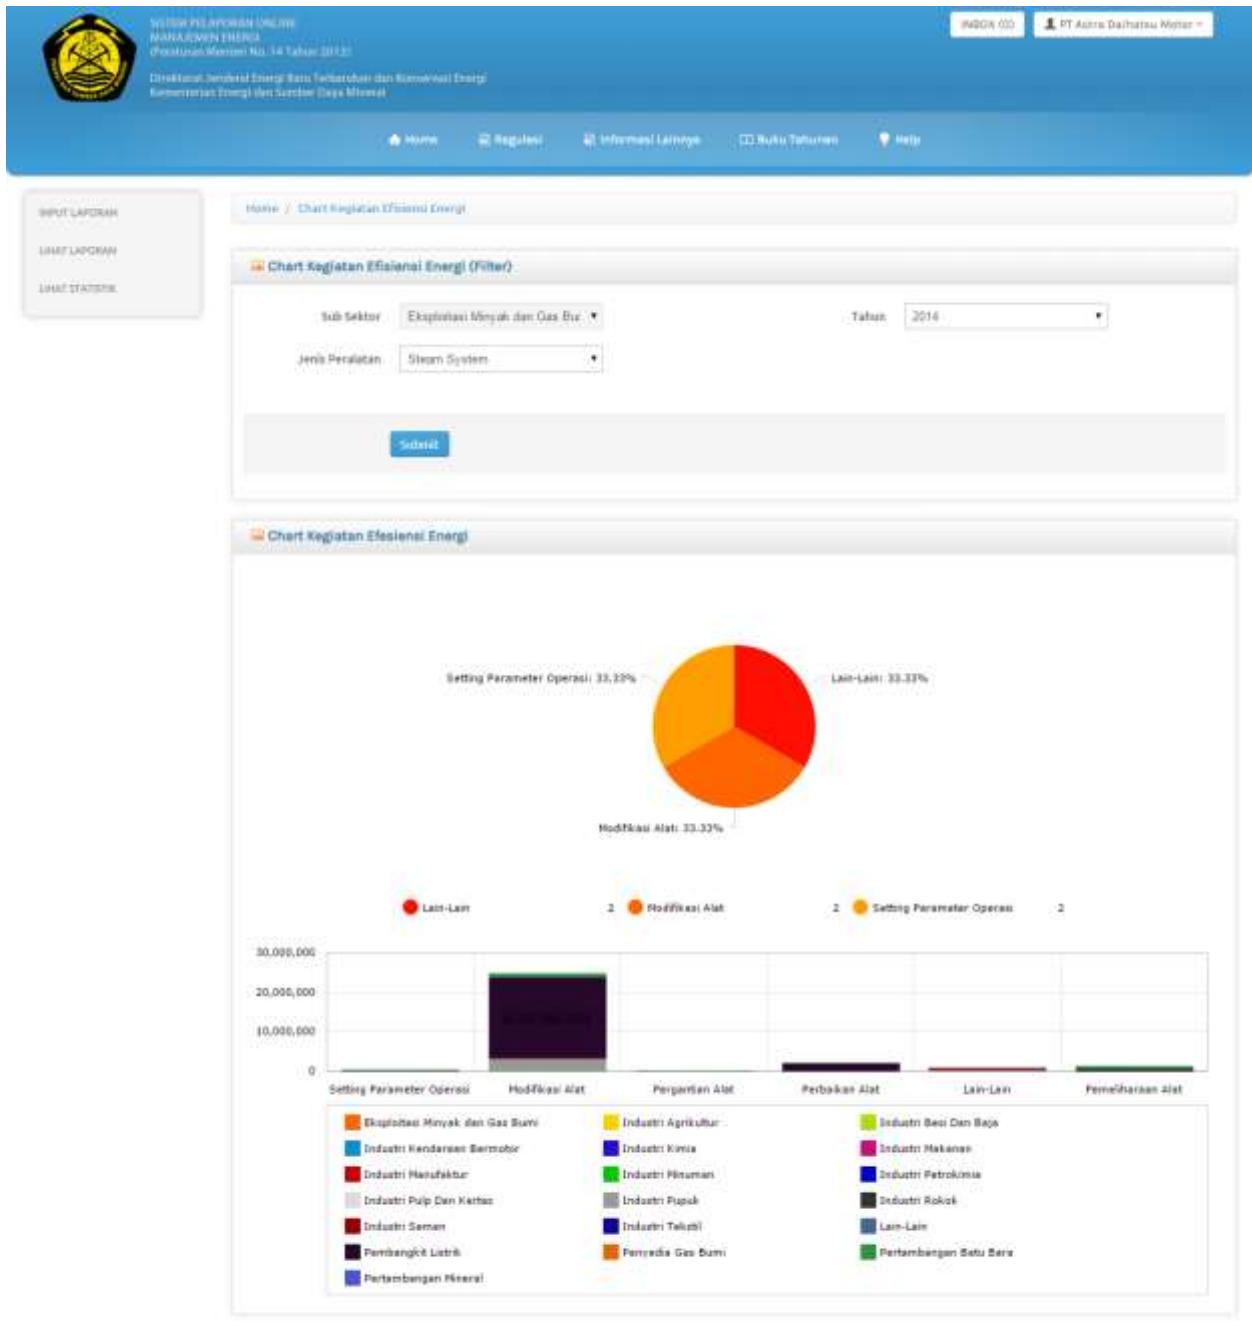 SISTEM PELAPORAN ONLINE
MANAJEMEN ENERGI
(Peraturan Menteri No. 14 Tahun 2012)
Direktorat Jenderal Energi Baru Terbarukan dan Konservasi Energi
Kementerian Energi dan Sumber Daya Mineral
INBOX (0)
PT Astra Daihatsu Motor
Home
Regulasi
Informasi Lainnya
Buku Tahunan
Help
INPUT LAPORAN
LIHAT LAPORAN
LIHAT STATISTIK
Home / Chart Kegiatan Efisiensi Energi
Chart Kegiatan Efisiensi Energi (Filter)
Sub Sektor Eksploitasi Minyak dan Gas Bur
Tahun 2014
Jenis Peralatan Steam System
Submit
Chart Kegiatan Efesiensi Energi
Setting Parameter Operasi: 33.33%
Lain-Lain: 33.33%
Modifikasi Alat: 33.33%
Lain-Lain 2 Modifikasi Alat 2 Setting Parameter Operasi 2
30,000,000
20,000,000
10,000,000
0
Setting Parameter Operasi Modifikasi Alat Pergantian Alat Perbaikan Alat Lain-Lain Pemeliharaan Alat
Eksploitasi Minyak dan Gas Bumi Industri Agrikultur Industri Besi Dan Baja
Industri Kendaraan Bermotor Industri Kimia Industri Makanan
Industri Manufaktur Industri Minuman Industri Petrokimia
Industri Pulp Dan Kertas Industri Pupuk Industri Rokok
Industri Semen Industri Tekstil Lain-Lain
Pembangkit Listrik Penyedia Gas Bumi Pertambangan Batu Bara
Pertambangan Mineral